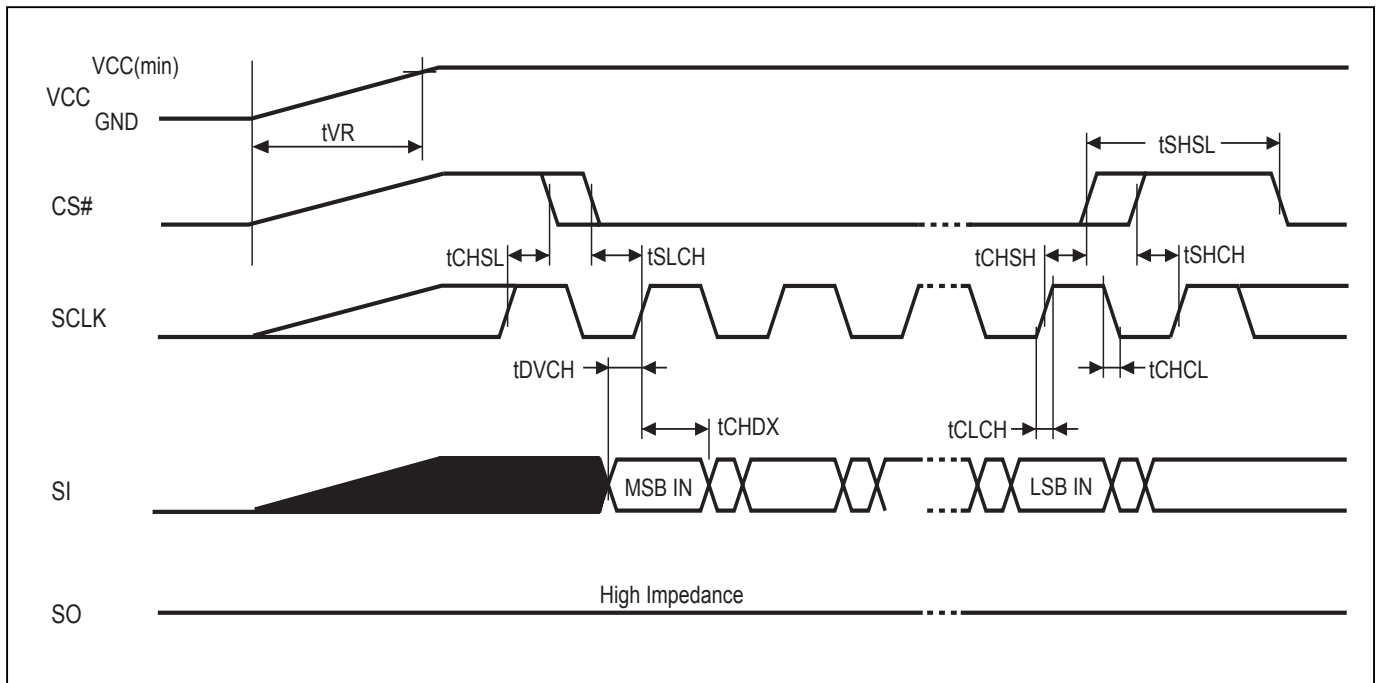 VCC(min)
VCC
GND
tVR
tSHSL
CS#
tCHSL
tSLCH
tCHSH
tSHCH
SCLK
tDVCH
tCHCL
tCHDX
tCLCH
SI
MSB IN
LSB IN
High Impedance
SO